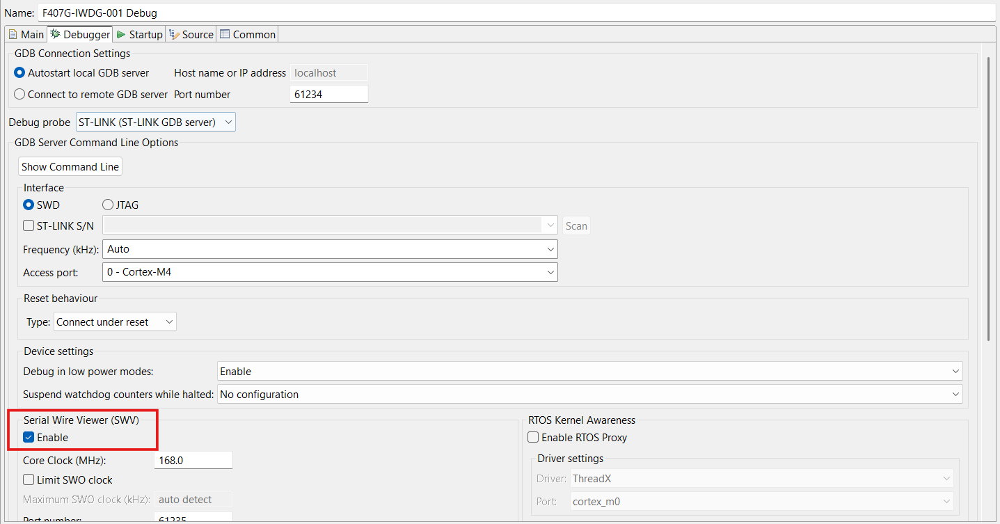 Name: F407G-IWDG-001 Debug
Main Debugger Startup Source Common
GDB Connection Settings
Autostart local GDB server Host name or IP address localhost
Connect to remote GDB server Port number 61234
Debug probe ST-LINK (ST-LINK GDB server)
GDB Server Command Line Options
Show Command Line
Interface
SWD JTAG
ST-LINK S/N Scan
Frequency (kHz): Auto
Access port: 0 - Cortex-M4
Reset behaviour
Type: Connect under reset
Device settings
Debug in low power modes: Enable
Suspend watchdog counters while halted: No configuration
Serial Wire Viewer (SWV) RTOS Kernel Awareness
Enable Enable RTOS Proxy
Core Clock (MHz): 168.0 Driver settings
Limit SWO clock Driver: ThreadX
Maximum SWO clock (kHz): auto detect Port: cortex_m0
Port number: 61235